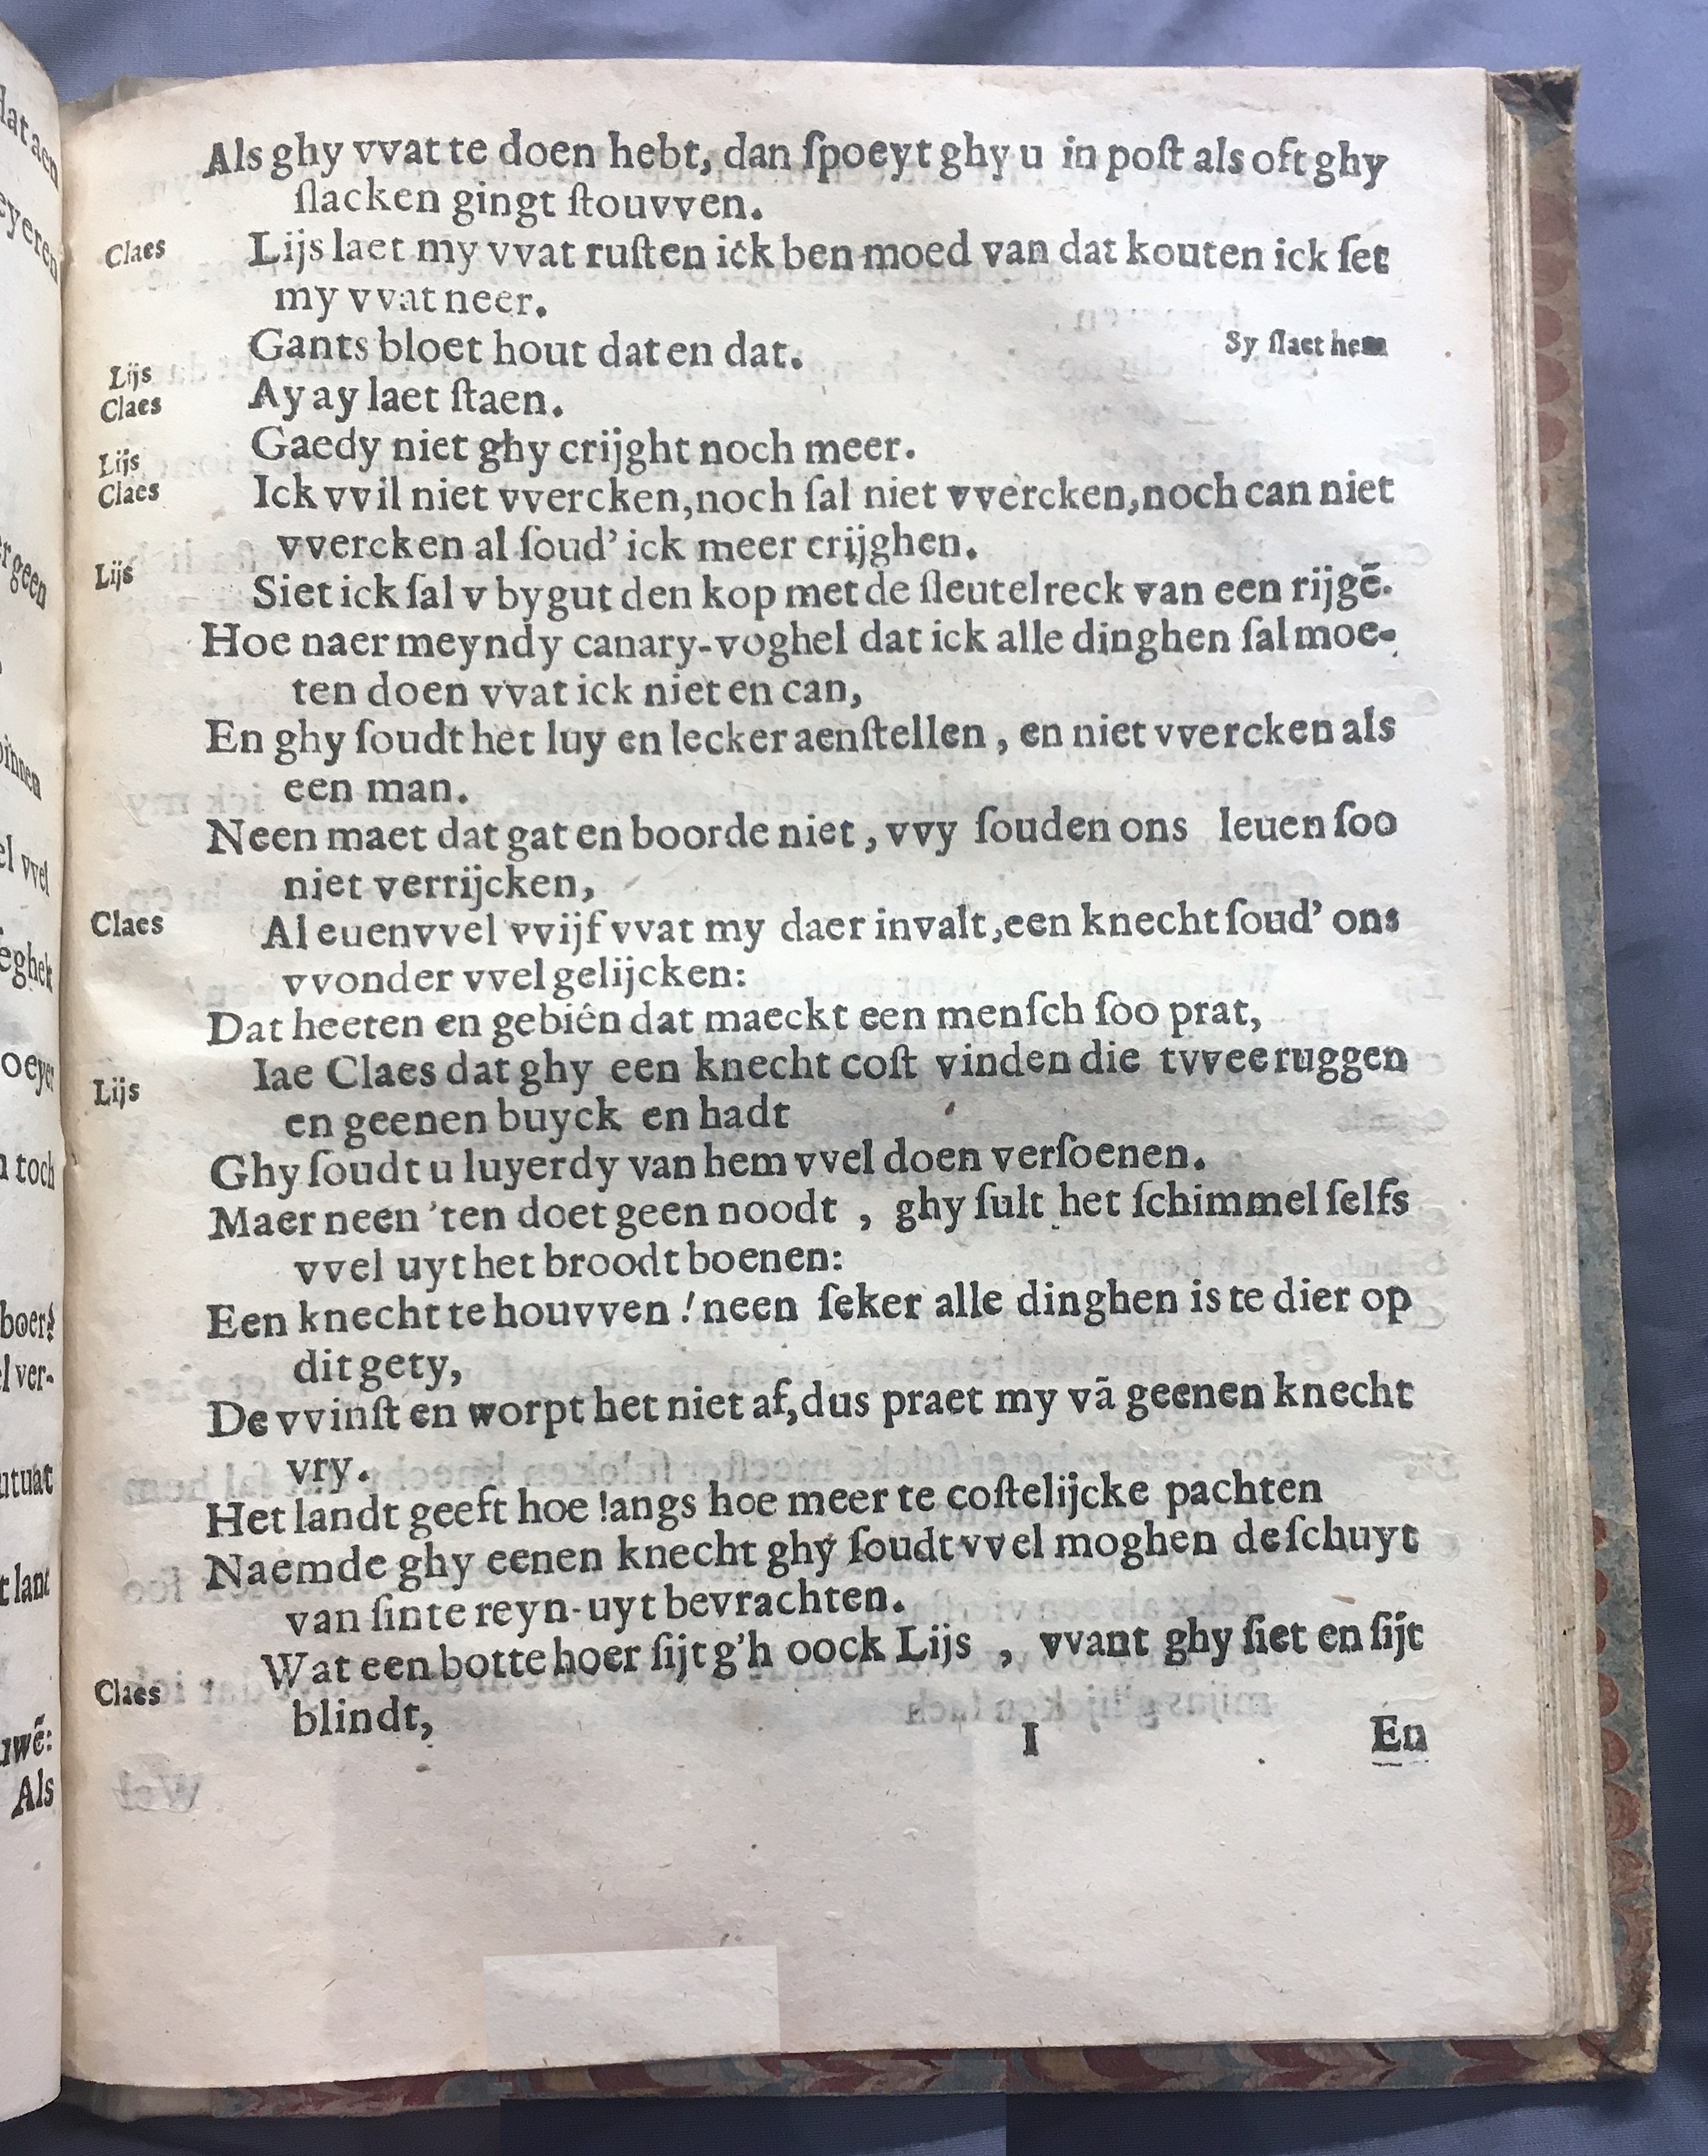 Als ghy vvat te doen hebt, dan ſpoeyt ghy u in poſt als oft ghy
ſlacken gingt ſtouvven.
Claes Lijs laet my vvat ruſten ick ben moed van dat kouten ick ſet
my vvat neer.
Lijs Gants bloet hout dat en dat. Sy ſlaet hem
Claes Ay ay laet ſtaen.
Lijs Gaedy niet ghy crijght noch meer.
Claes Ick vvil niet vvercken, noch ſal niet vvercken, noch can niet
vvercken al ſoud' ick meer crijghen.
Lijs Siet ick ſal v by gut den kop met de ſleutelreck van een rijgẽ.
Hoe naer meyndy canary-voghel dat ick alle dinghen ſal moe-
ten doen vvat ick niet en can,
En ghy ſoudt het luy en lecker aenſtellen, en niet vvercken als
een man.
Neen maet dat gat en boorde niet, vvy ſouden ons leuen ſoo
niet verrijcken,
Claes Al euenvvel vvijf vvat my daer invalt, een knecht ſoud' ons
vvonder vvel gelijcken:
Dat heeten en gebiên dat maeckt een menſch ſoo prat,
Lijs Iae Claes dat ghy een knecht coſt vinden die tvvee ruggen
en geenen buyck en hadt
Ghy ſoudt u luyerdy van hem vvel doen verſoenen.
Maer neen 'ten doet geen noodt, ghy ſult het ſchimmel ſelfs
vvel uyt het broodt boenen:
Een knecht te houvven! neen ſeker alle dinghen is te dier op
dit gety,
De vvinſt en worpt het niet af, dus praet my vã geenen knecht
vry.
Het landt geeft hoe langs hoe meer te coſtelijcke pachten
Naemde ghy eenen knecht ghy ſoudt vvel moghen de ſchuyt
van ſinte reyn-uyt bevrachten.
Claes Wat een botte hoer ſijt g'h oock Lijs, vvant ghy ſiet en ſijt
blindt,
I En